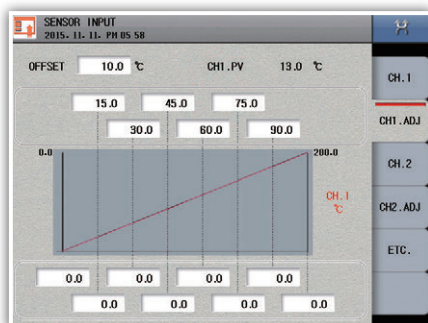 SENSOR INPUT
2015. 11. 11. PM 05 58
OFFSET 10.0 ℃ CH1.PV 13.0 ℃
15.0 45.0 75.0
30.0 60.0 90.0
0.0 200.0
CH.1
℃
0.0 0.0 0.0 0.0
0.0 0.0 0.0 0.0
CH.1
CH1.ADJ
CH.2
CH2.ADJ
ETC.